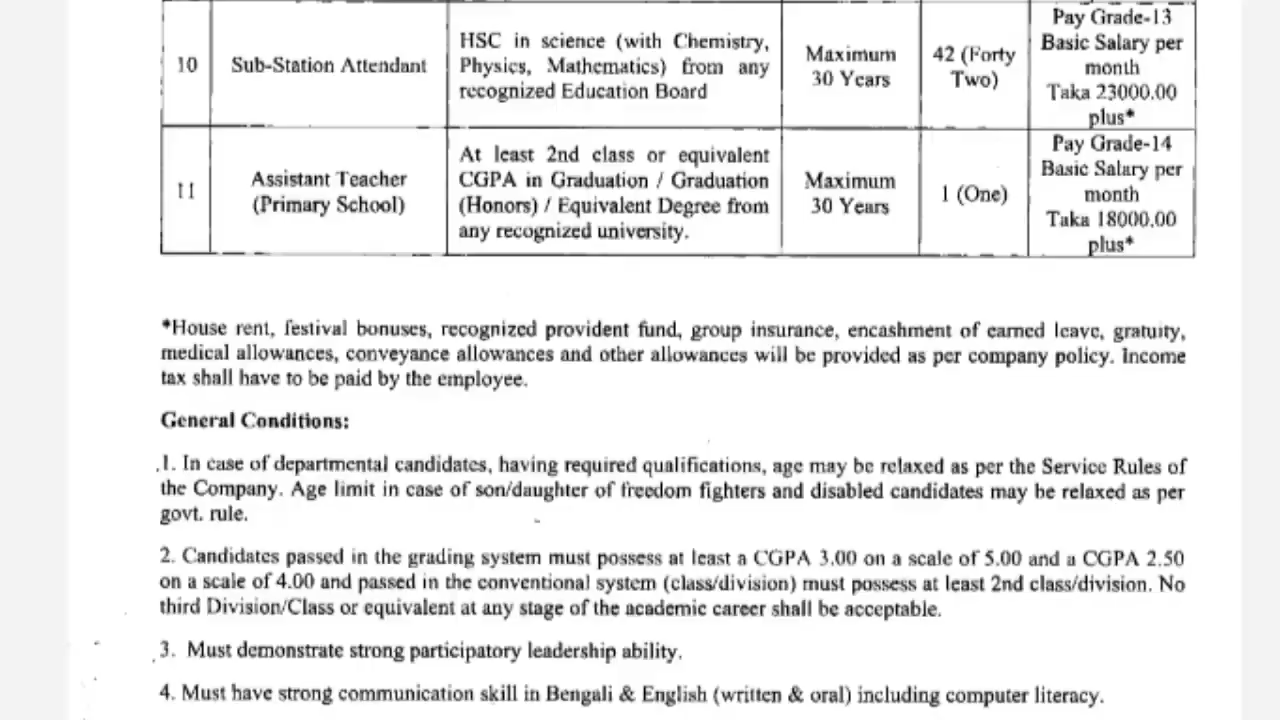 Pay Grade-13
Basic Salary per
month
Taka 23000.00
plus*
10
Sub-Station Attendant
HSC in science (with Chemistry,
Physics, Mathematics) from any
recognized Education Board
Maximum
30 Years
42 (Forty
Two)
Pay Grade-14
Basic Salary per
month
Taka 18000.00
plus*
11
Assistant Teacher
(Primary School)
At least 2nd class or equivalent
CGPA in Graduation / Graduation
(Honors) / Equivalent Degree from
any recognized university.
Maximum
30 Years
1 (One)
*House rent, festival bonuses, recognized provident fund, group insurance, encashment of earned leave, gratuity,
medical allowances, conveyance allowances and other allowances will be provided as per company policy. Income
tax shall have to be paid by the employee.
General Conditions:
1. In case of departmental candidates, having required qualifications, age may be relaxed as per the Service Rules of
the Company. Age limit in case of son/daughter of freedom fighters and disabled candidates may be relaxed as per
govt. rule.
2. Candidates passed in the grading system must possess at least a CGPA 3.00 on a scale of 5.00 and a CGPA 2.50
on a scale of 4.00 and passed in the conventional system (class/division) must possess at least 2nd class/division. No
third Division/Class or equivalent at any stage of the academic career shall be acceptable.
3. Must demonstrate strong participatory leadership ability.
4. Must have strong communication skill in Bengali & English (written & oral) including computer literacy.